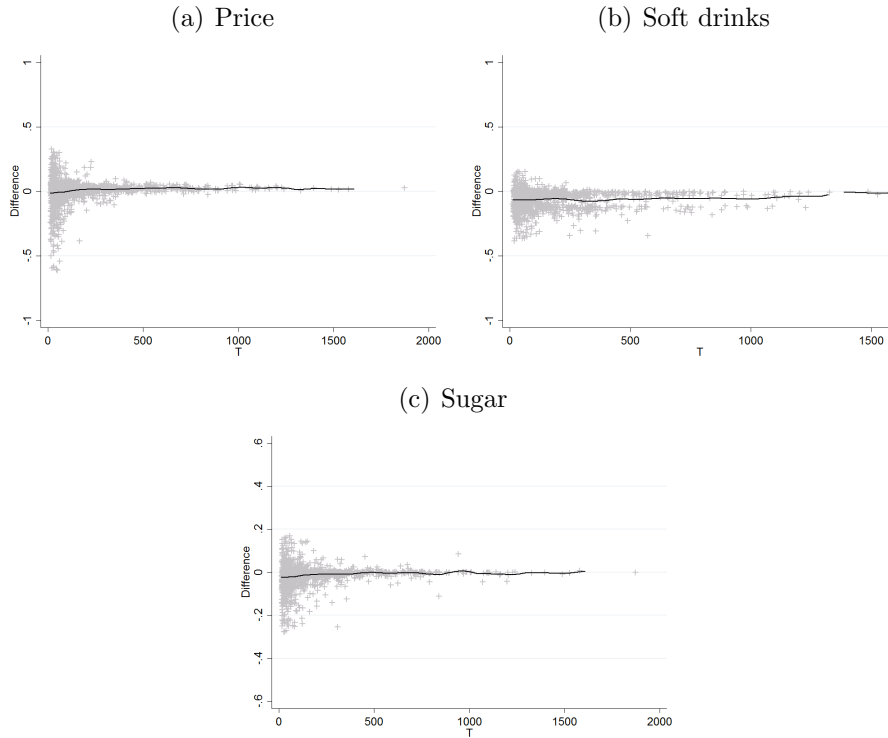 (a) Price
1
.5
0
-.5
-1
Difference
0 500 1000 1500 2000
T
(b) Soft drinks
1
.5
0
-.5
-1
Difference
0 500 1000 1500
T
(c) Sugar
.6
.4
.2
0
-.2
-.4
-.6
Difference
0 500 1000 1500 2000
T